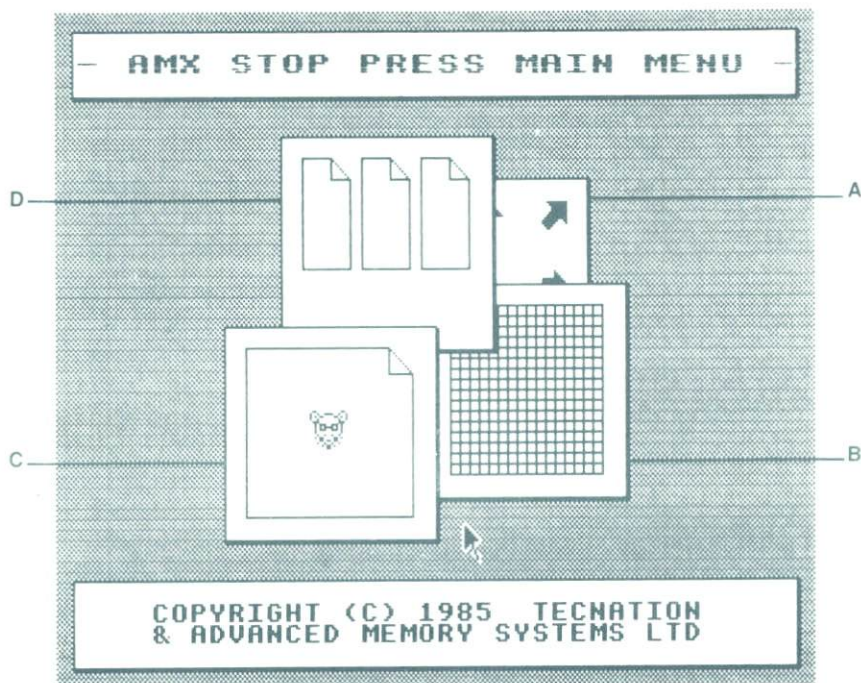 AMX STOP PRESS MAIN MENU
D
A
C
B
COPYRIGHT (C) 1985 TECNATION
& ADVANCED MEMORY SYSTEMS LTD